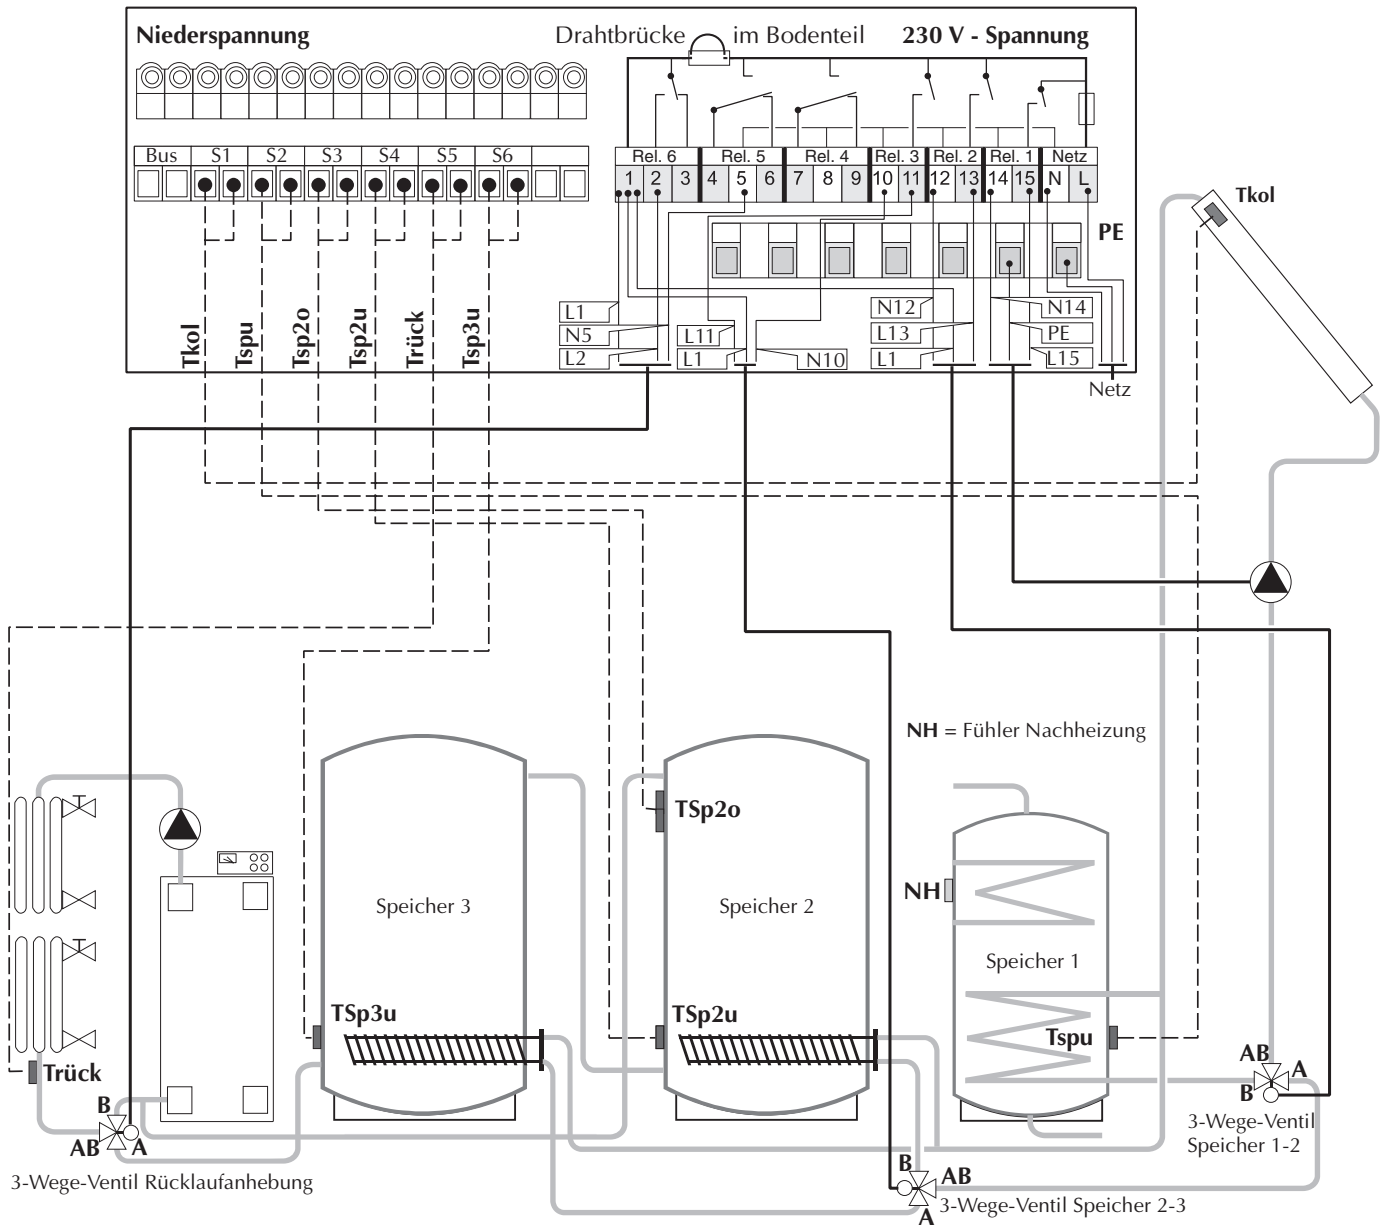 Niederspannung
Drahtbrücke im Bodenteil
230 V - Spannung
Bus S1 S2 S3 S4 S5 S6
Rel. 6 Rel. 5 Rel. 4 Rel. 3 Rel. 2 Rel. 1 Netz
1 2 3 4 5 6 7 8 9 10 11 12 13 14 15 N L
PE
Tkol
Tspu
Tsp2o
Tsp2u
Trück
Tsp3u
L1
N5
L2
L11
L1
N10
N12
L13
L1
N14
PE
L15
Netz
Tkol
NH = Fühler Nachheizung
TSp2o
Speicher 3
Speicher 2
NH
Speicher 1
TSp3u
TSp2u
Tspu
Trück
B
AB
A
3-Wege-Ventil Rücklaufanhebung
AB
A
B
3-Wege-Ventil
Speicher 1-2
B
AB
A
3-Wege-Ventil Speicher 2-3